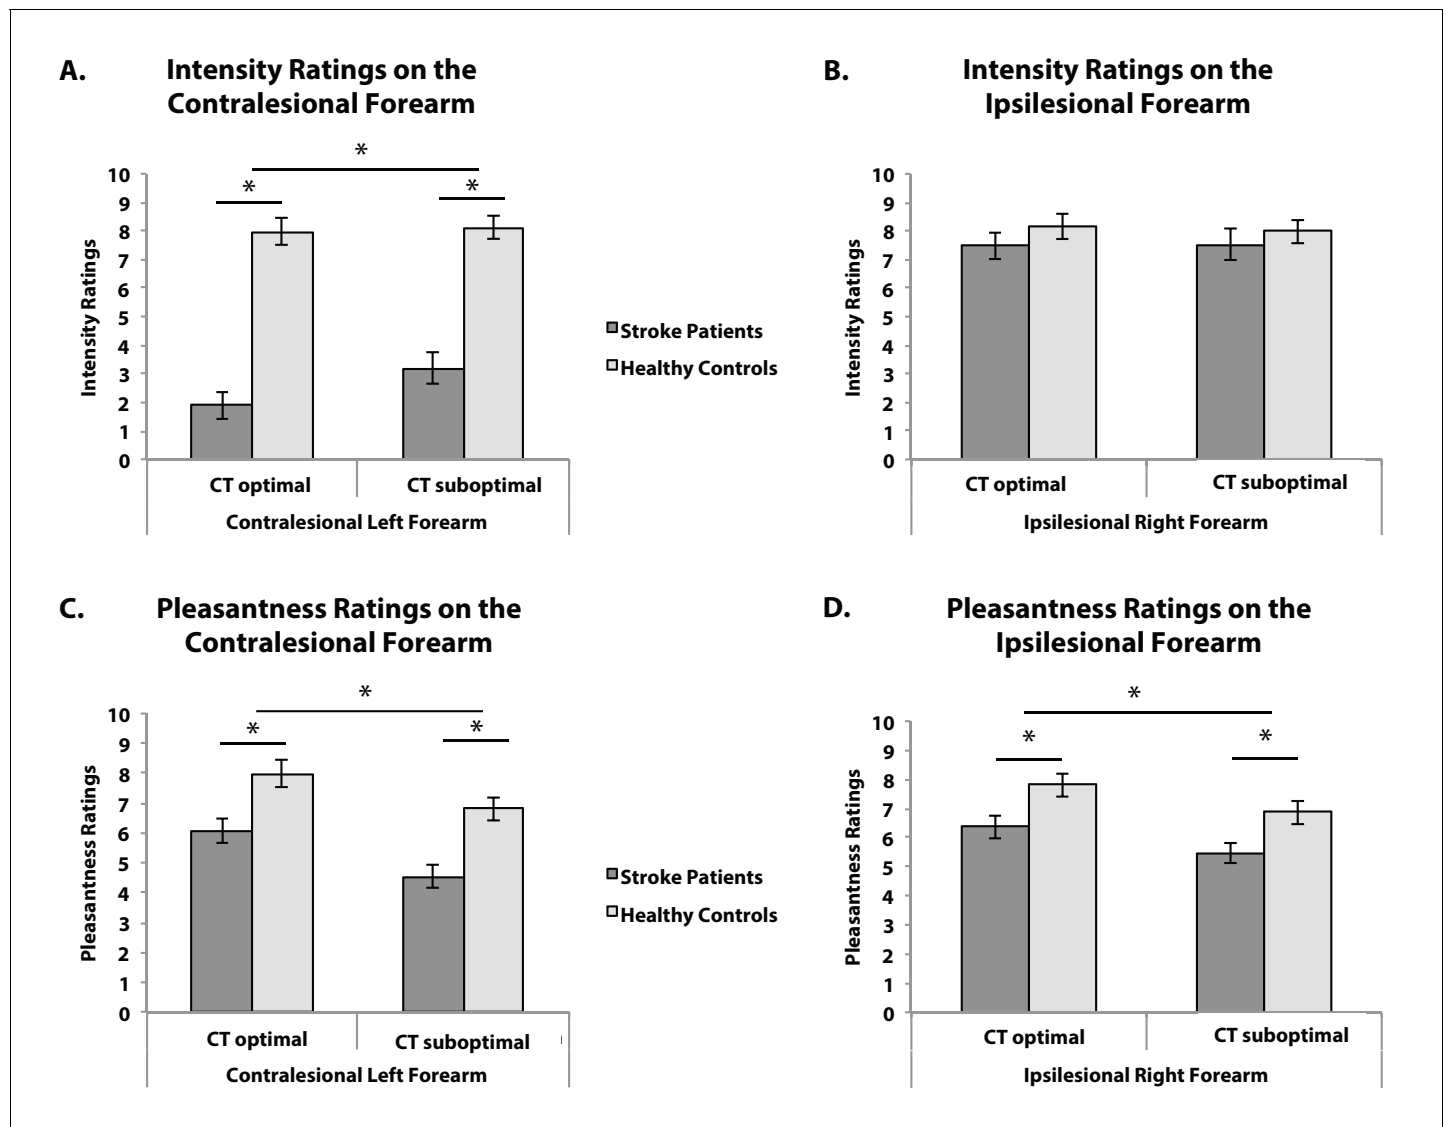 A.
Intensity Ratings on the
Contralesional Forearm
*
*
*
10
9
8
7
6
5
4
3
2
1
0
Intensity Ratings
CT optimal
CT suboptimal
Contralesional Left Forearm
Stroke Patients
Healthy Controls
B.
Intensity Ratings on the
Ipsilesional Forearm
10
9
8
7
6
5
4
3
2
1
0
Intensity Ratings
CT optimal
CT suboptimal
Ipsilesional Right Forearm
C.
Pleasantness Ratings on the
Contralesional Forearm
*
*
*
10
9
8
7
6
5
4
3
2
1
0
Pleasantness Ratings
CT optimal
CT suboptimal
Contralesional Left Forearm
Stroke Patients
Healthy Controls
D.
Pleasantness Ratings on the
Ipsilesional Forearm
*
*
*
10
9
8
7
6
5
4
3
2
1
0
Pleasantness Ratings
CT optimal
CT suboptimal
Ipsilesional Right Forearm